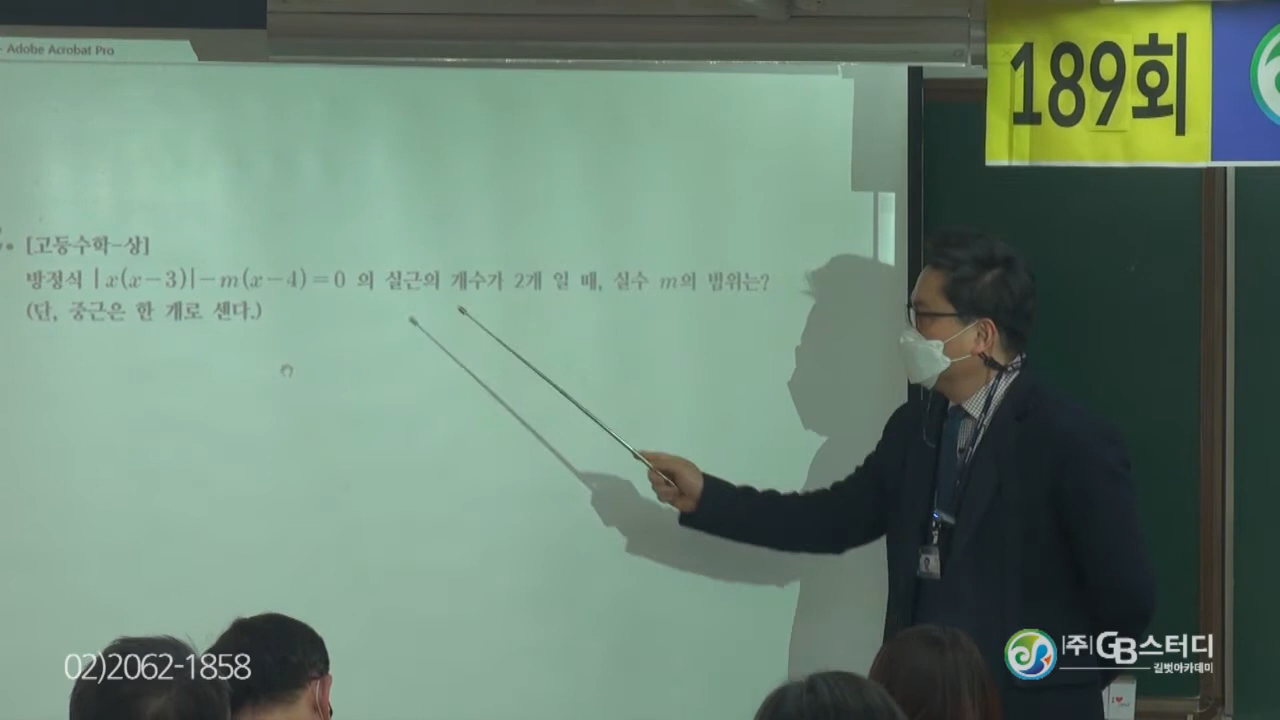 - Adobe Acrobat Pro
189회
[고등수학-상]
방정식 |x(x-3)|-m(x-4)=0 의 실근의 개수가 2개 일 때, 실수 m의 범위는?
(단, 중근은 한 개로 센다.)
02)2062-1858
(주)GB스터디
길벗아카데미